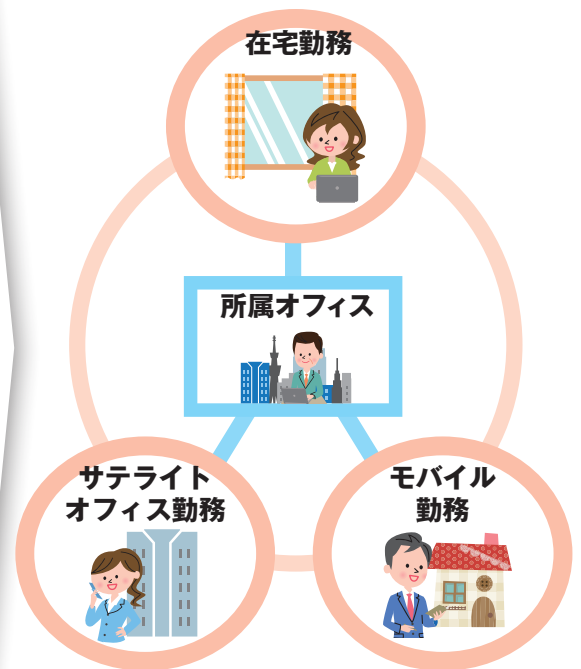 在宅勤務
所属オフィス
サテライト
オフィス勤務
モバイル
勤務